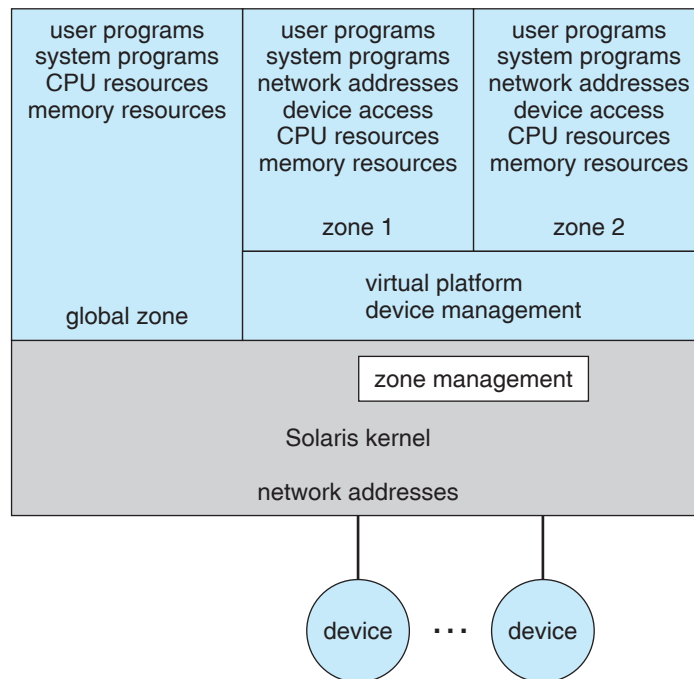 user programs
system programs
CPU resources
memory resources
global zone
user programs
system programs
network addresses
device access
CPU resources
memory resources
zone 1
user programs
system programs
network addresses
device access
CPU resources
memory resources
zone 2
virtual platform
device management
zone management
Solaris kernel
network addresses
device
...
device